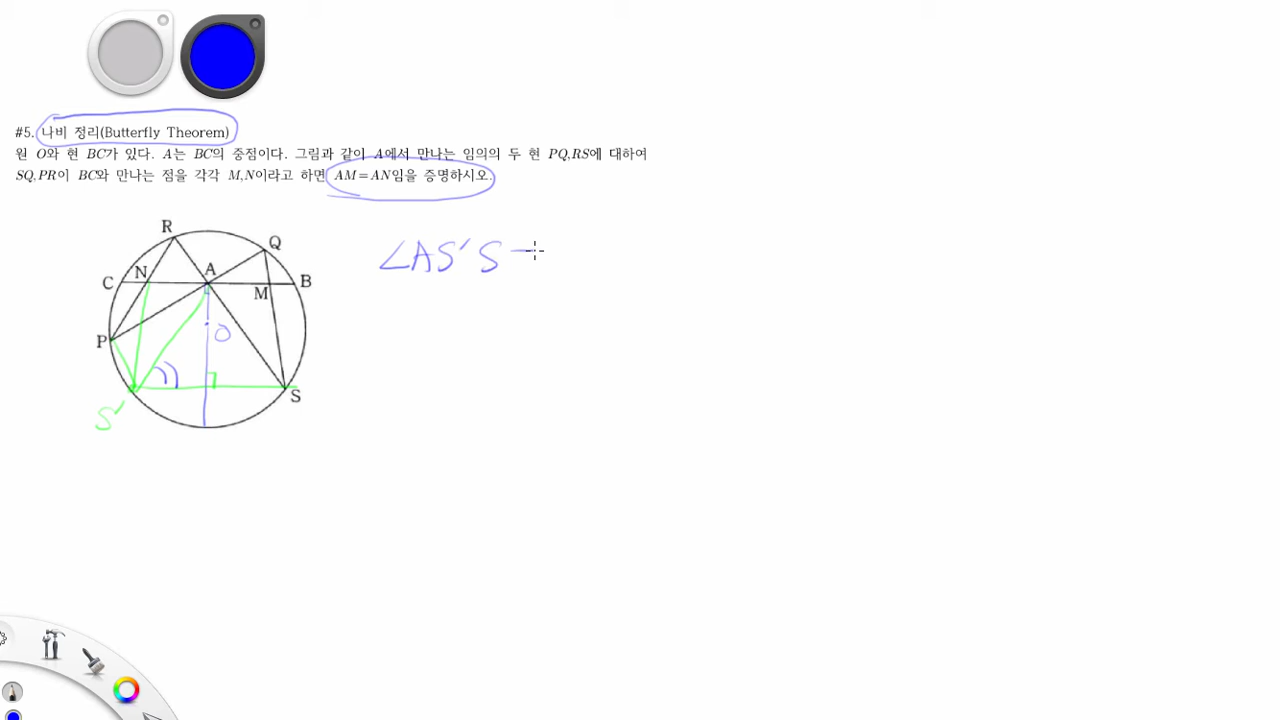 #5. 나비 정리(Butterfly Theorem)
원 O와 현 BC가 있다. A는 BC의 중점이다. 그림과 같이 A에서 만나는 임의의 두 현 PQ,RS에 대하여
SQ,PR이 BC와 만나는 점을 각각 M,N이라고 하면 AM=AN임을 증명하시오.
R
Q
∠AS′S =
C N A M B
O
P
S
S′